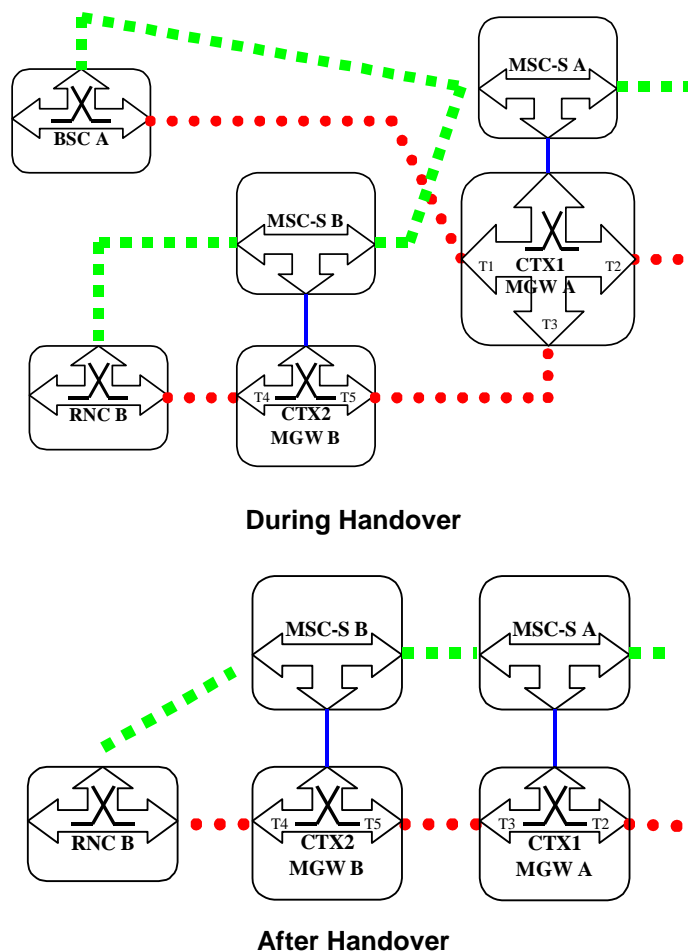 MSC-S A
BSC A
MSC-S B
T1
CTX1
T2
MGW A
T3
RNC B
T4
CTX2
T5
MGW B
During Handover
MSC-S B
MSC-S A
RNC B
T4
CTX2
T5
MGW B
T3
CTX1
T2
MGW A
After Handover